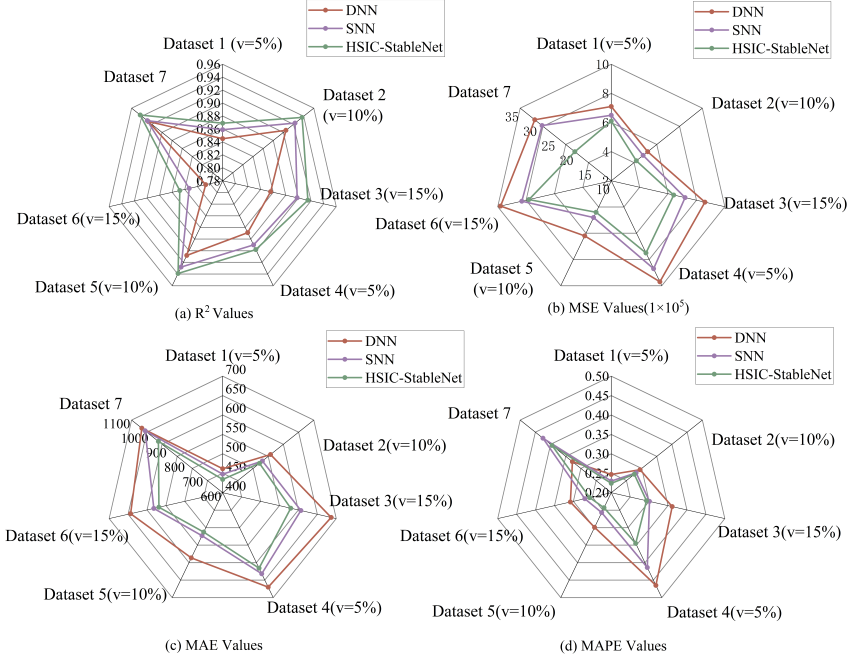 DNN
SNN
HSIC-StableNet
Dataset 1 (v=5%)
Dataset 2
(v=10%)
Dataset 3(v=15%)
Dataset 4(v=5%)
Dataset 5(v=10%)
Dataset 6(v=15%)
Dataset 7
0.96
0.94
0.92
0.90
0.88
0.86
0.84
0.82
0.80
0.78
(a) R² Values
DNN
SNN
HSIC-StableNet
Dataset 1(v=5%)
Dataset 2(v=10%)
Dataset 3(v=15%)
Dataset 4(v=5%)
Dataset 5
(v=10%)
Dataset 6(v=15%)
Dataset 7
10
8
6
4
2
35
30
25
20
15
10
(b) MSE Values(1×10⁵)
DNN
SNN
HSIC-StableNet
Dataset 1(v=5%)
Dataset 2(v=10%)
Dataset 3(v=15%)
Dataset 4(v=5%)
Dataset 5(v=10%)
Dataset 6(v=15%)
Dataset 7
700
650
600
550
500
450
400
1100
1000
900
800
700
600
(c) MAE Values
DNN
SNN
HSIC-StableNet
Dataset 1(v=5%)
Dataset 2(v=10%)
Dataset 3(v=15%)
Dataset 4(v=5%)
Dataset 5(v=10%)
Dataset 6(v=15%)
Dataset 7
0.50
0.45
0.40
0.35
0.30
0.25
0.20
(d) MAPE Values